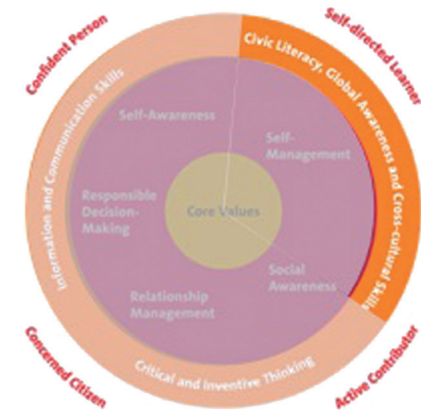 Confident Person
Self-directed Learner
Civic Literacy, Global Awareness and Cross-cultural Skills
Information and Communication Skills
Self-Awareness
Self-
Management
Responsible
Decision-
Making
Core Values
Social
Awareness
Relationship
Management
Critical and Inventive Thinking
Concerned Citizen
Active Contributor